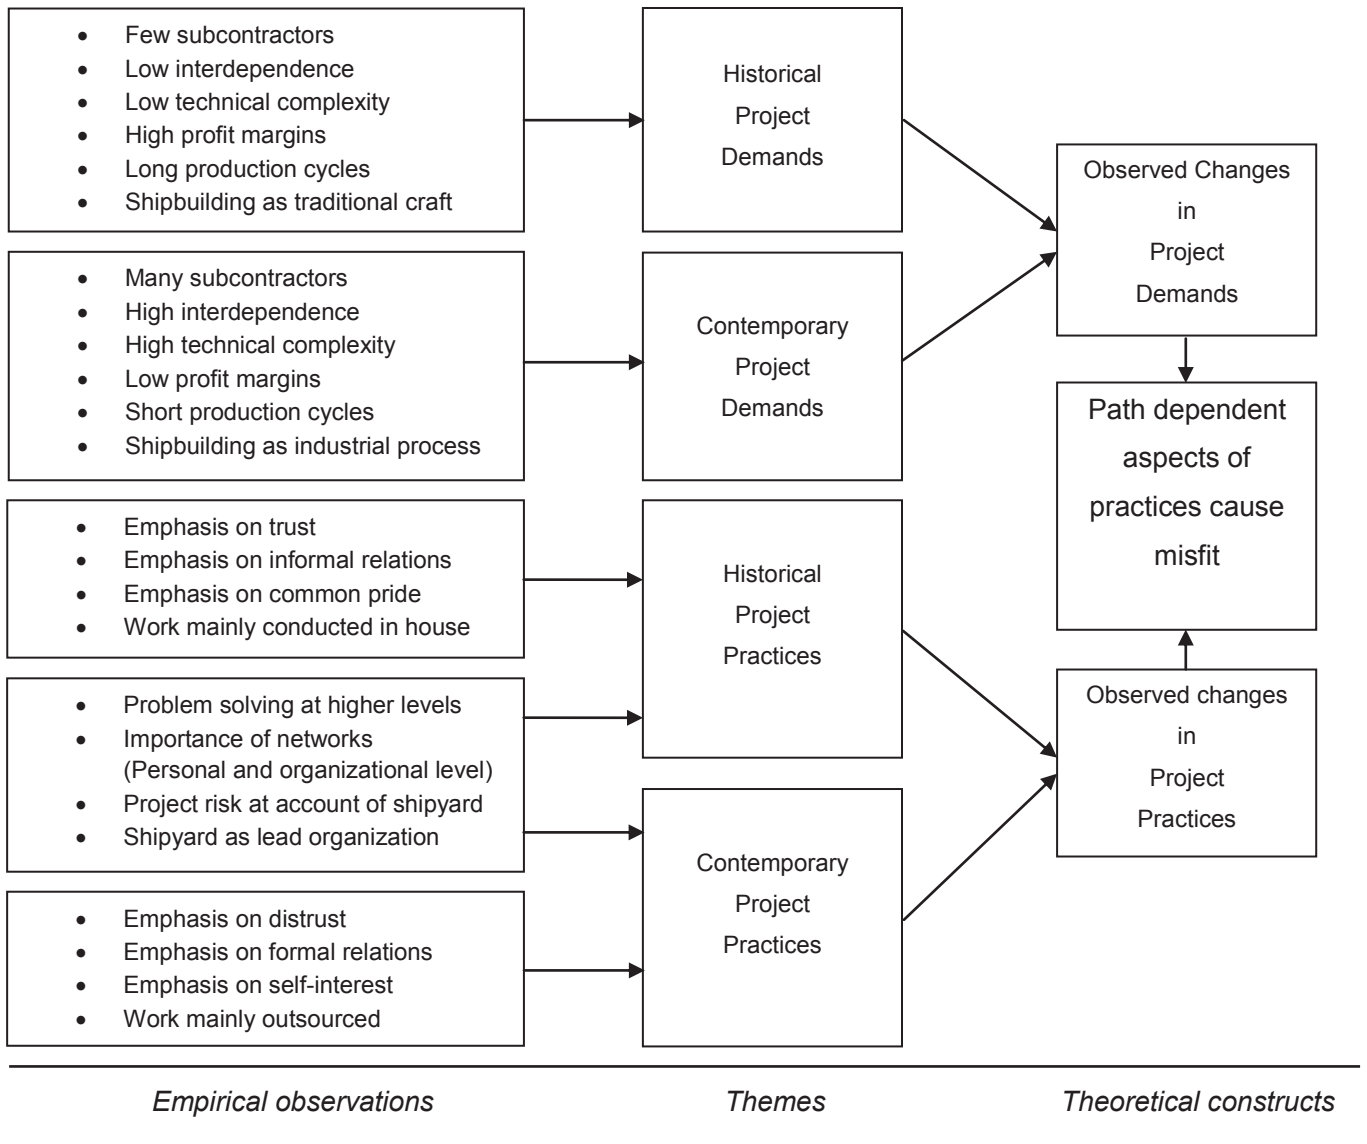 • Few subcontractors
• Low interdependence
• Low technical complexity
• High profit margins
• Long production cycles
• Shipbuilding as traditional craft
Historical
Project
Demands
• Many subcontractors
• High interdependence
• High technical complexity
• Low profit margins
• Short production cycles
• Shipbuilding as industrial process
Contemporary
Project
Demands
Observed Changes
in
Project
Demands
Path dependent
aspects of
practices cause
misfit
• Emphasis on trust
• Emphasis on informal relations
• Emphasis on common pride
• Work mainly conducted in house
Historical
Project
Practices
• Problem solving at higher levels
• Importance of networks
(Personal and organizational level)
• Project risk at account of shipyard
• Shipyard as lead organization
Contemporary
Project
Practices
• Emphasis on distrust
• Emphasis on formal relations
• Emphasis on self-interest
• Work mainly outsourced
Observed changes
in
Project
Practices
Empirical observations
Themes
Theoretical constructs